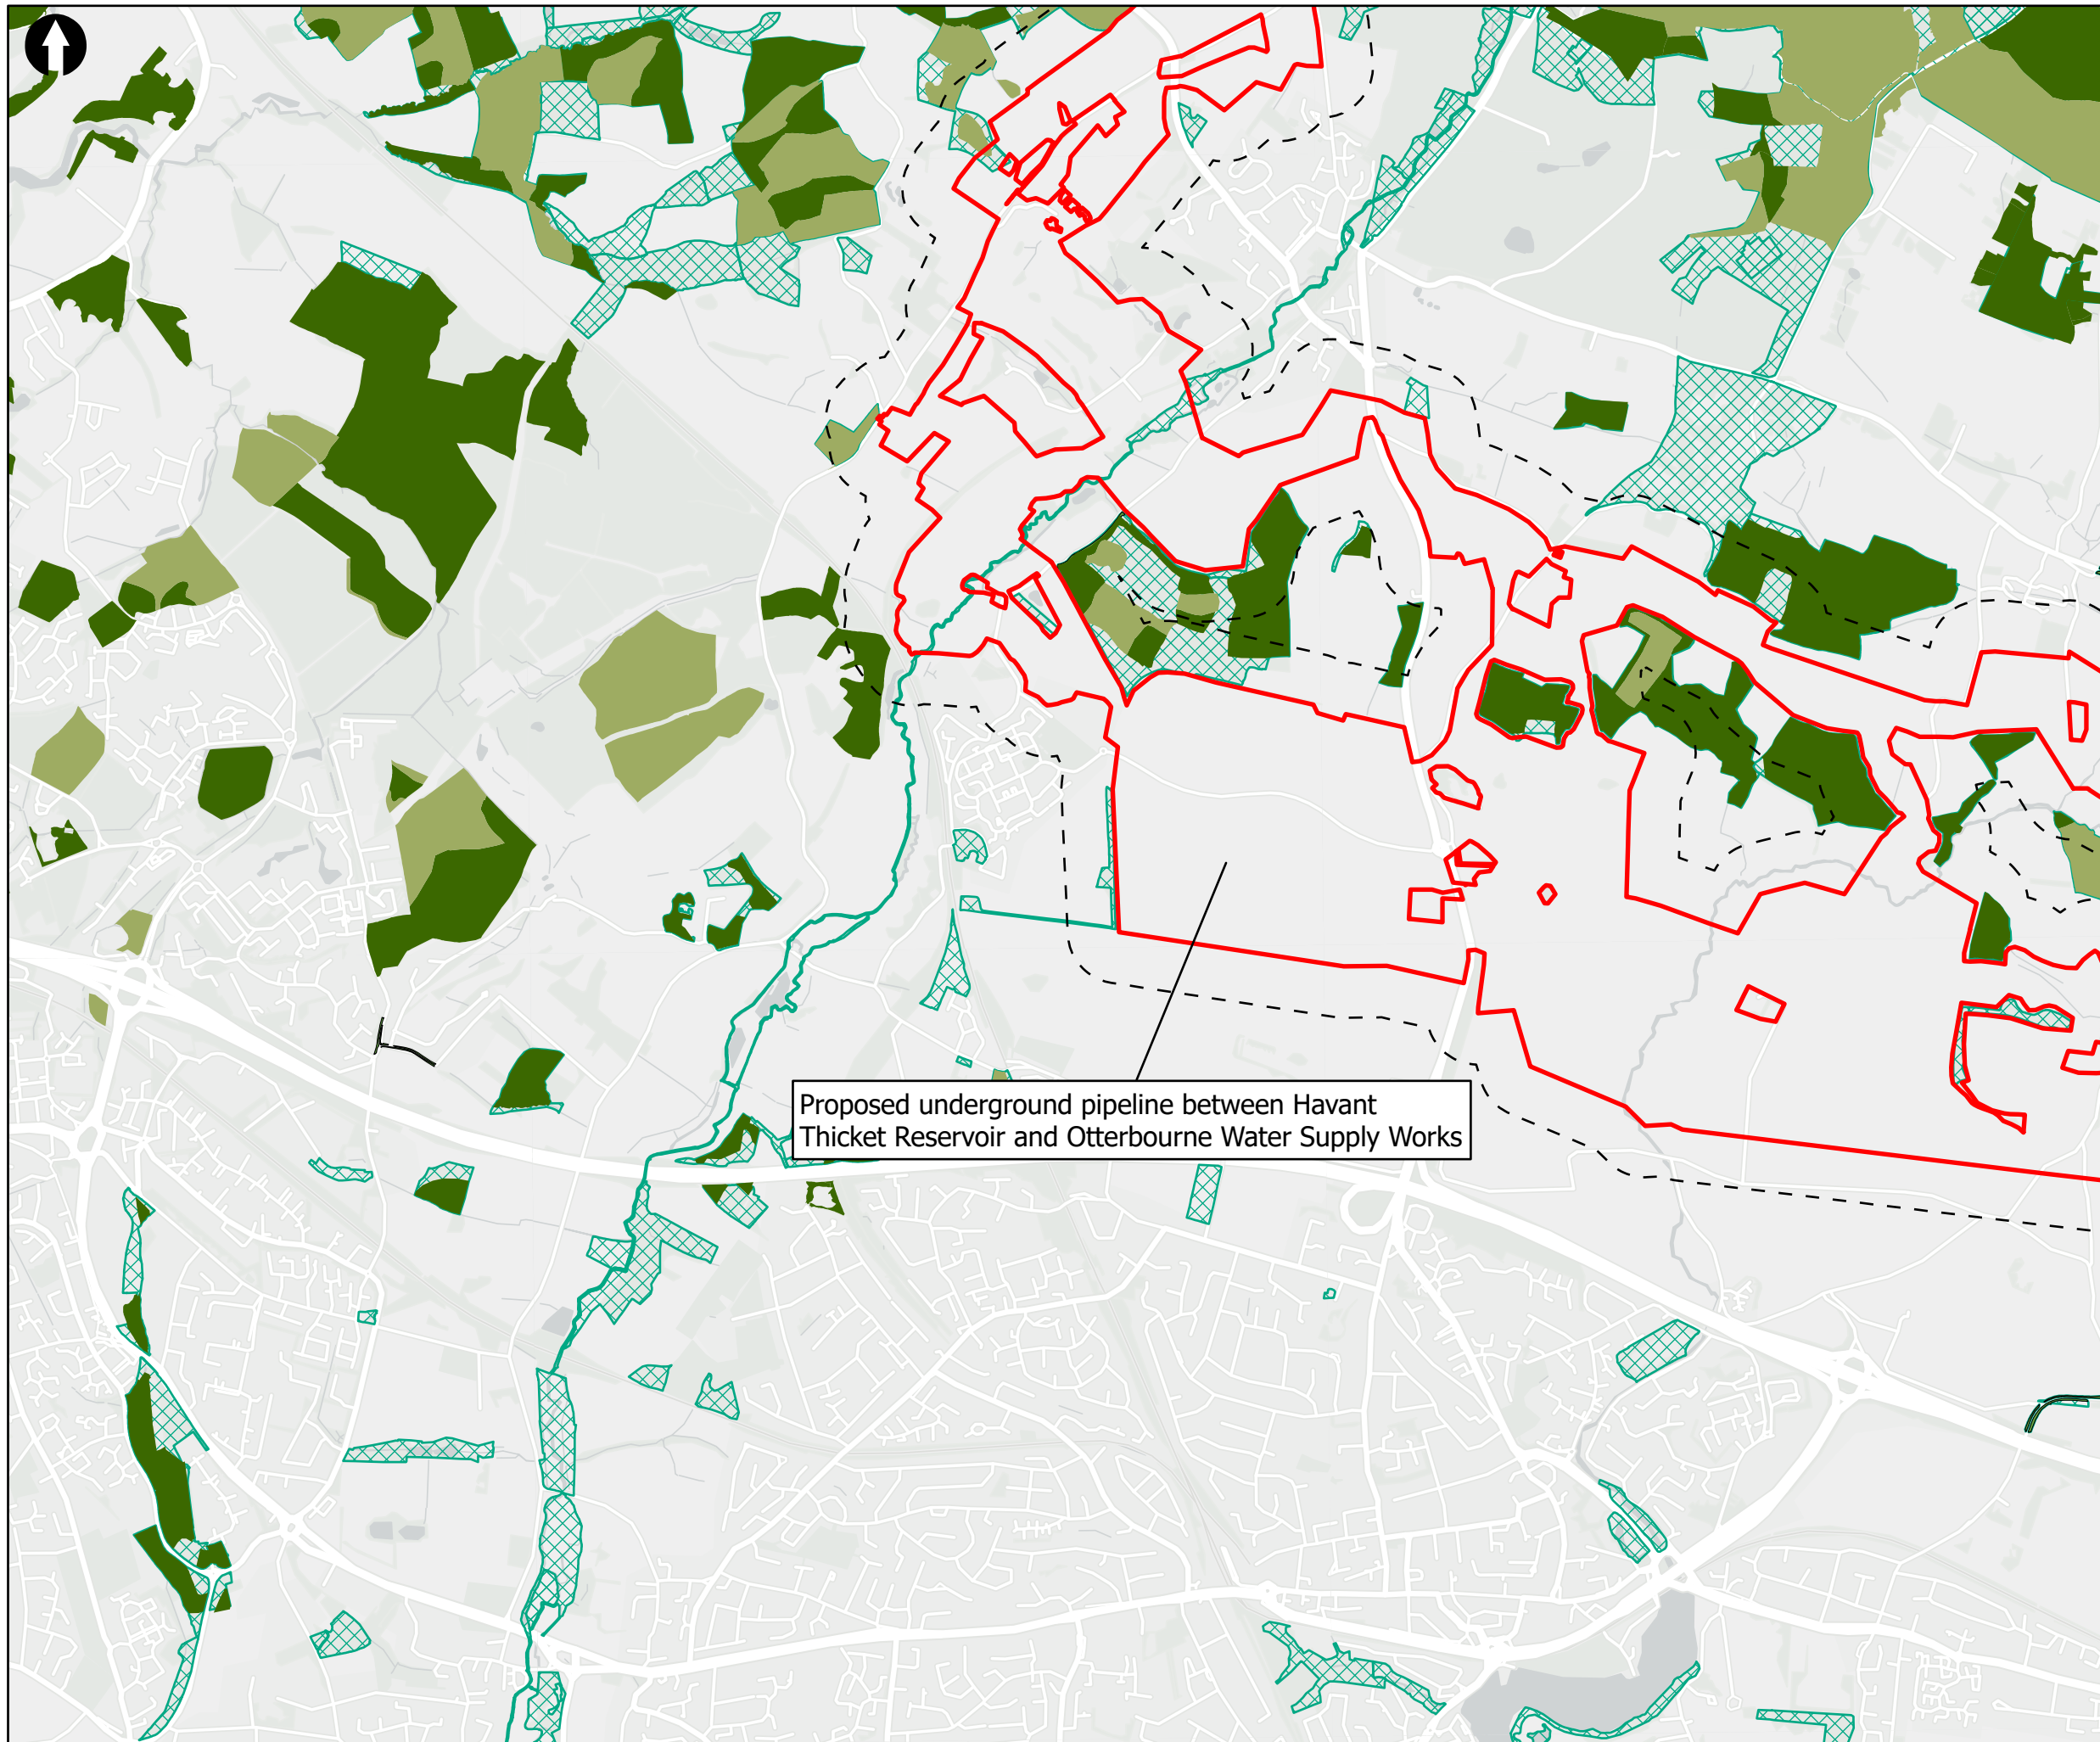 Proposed underground pipeline between Havant
Thicket Reservoir and Otterbourne Water Supply Works